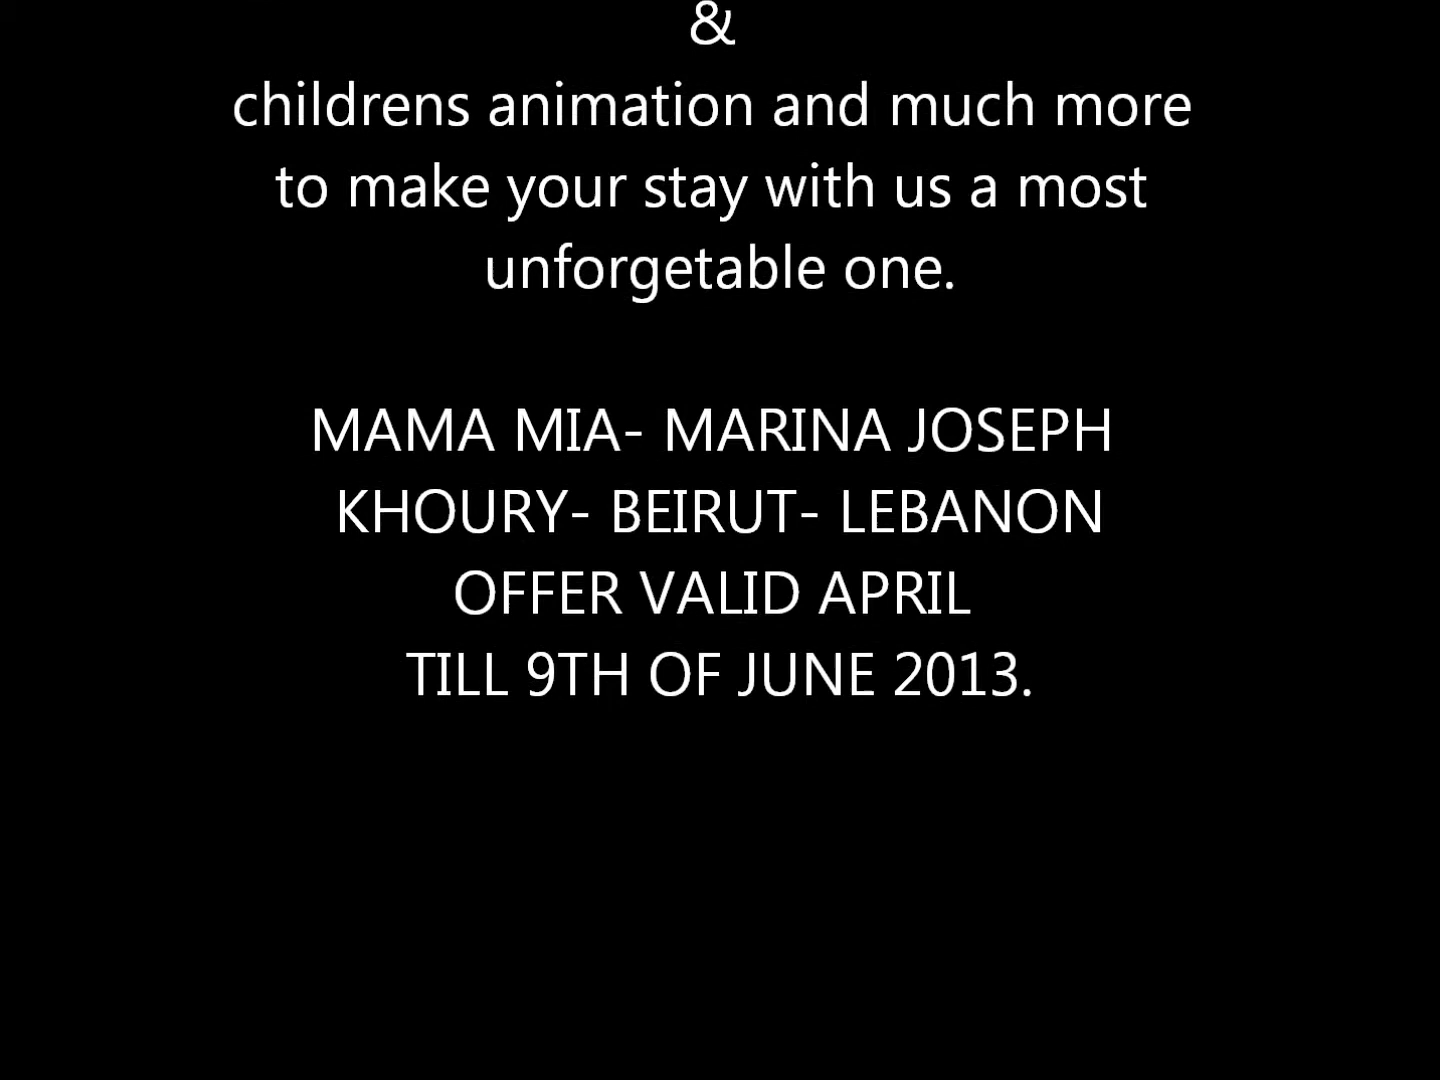 &
childrens animation and much more
to make your stay with us a most
unforgetable one.
MAMA MIA- MARINA JOSEPH
KHOURY- BEIRUT- LEBANON
OFFER VALID APRIL
TILL 9TH OF JUNE 2013.